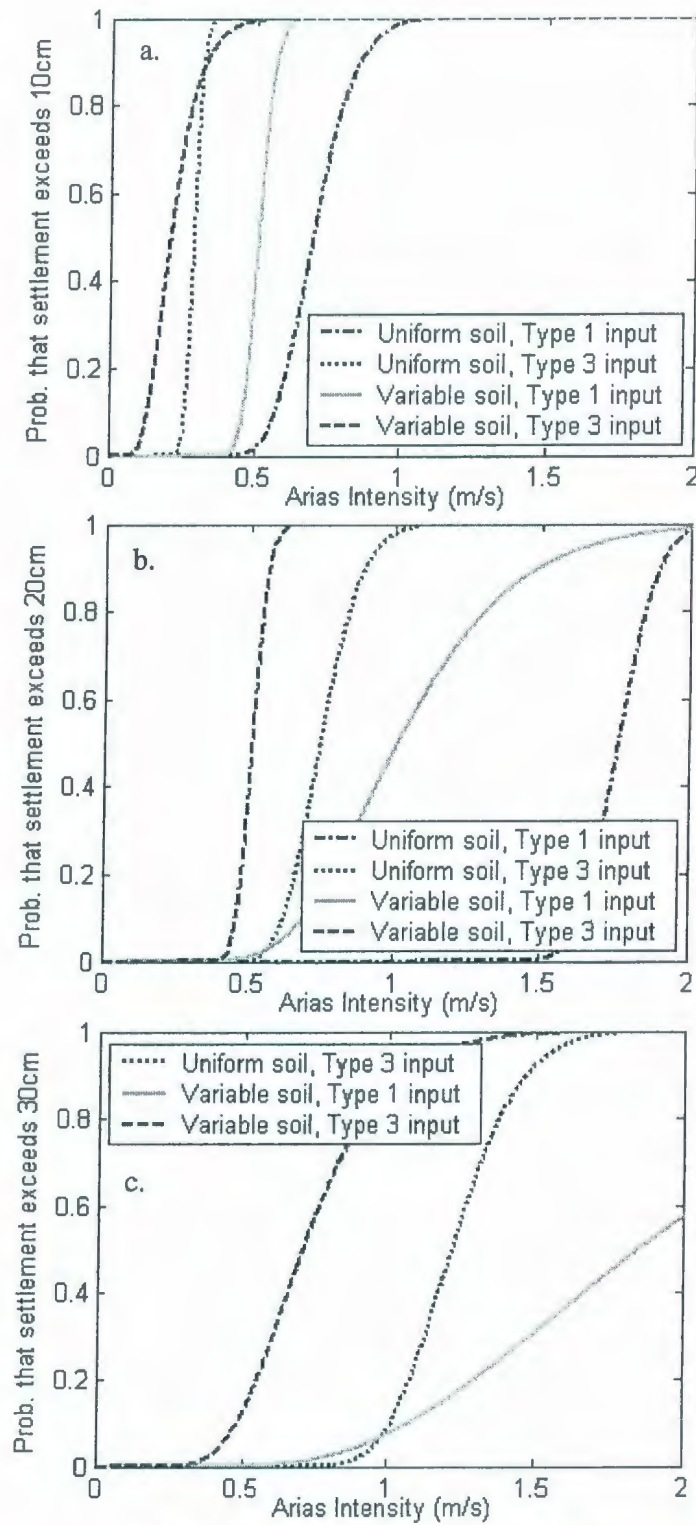 a.
Prob. that settlement exceeds 10cm
1
0.8
0.6
0.4
0.2
0
Uniform soil, Type 1 input
Uniform soil, Type 3 input
Variable soil, Type 1 input
Variable soil, Type 3 input
0 0.5 1 1.5 2
Arias Intensity (m/s)
b.
Prob. that settlement exceeds 20cm
1
0.8
0.6
0.4
0.2
0
Uniform soil, Type 1 input
Uniform soil, Type 3 input
Variable soil, Type 1 input
Variable soil, Type 3 input
0 0.5 1 1.5 2
Arias Intensity (m/s)
Prob. that settlement exceeds 30cm
1
0.8
0.6
0.4
0.2
0
Uniform soil, Type 3 input
Variable soil, Type 1 input
Variable soil, Type 3 input
c.
0 0.5 1 1.5 2
Arias Intensity (m/s)